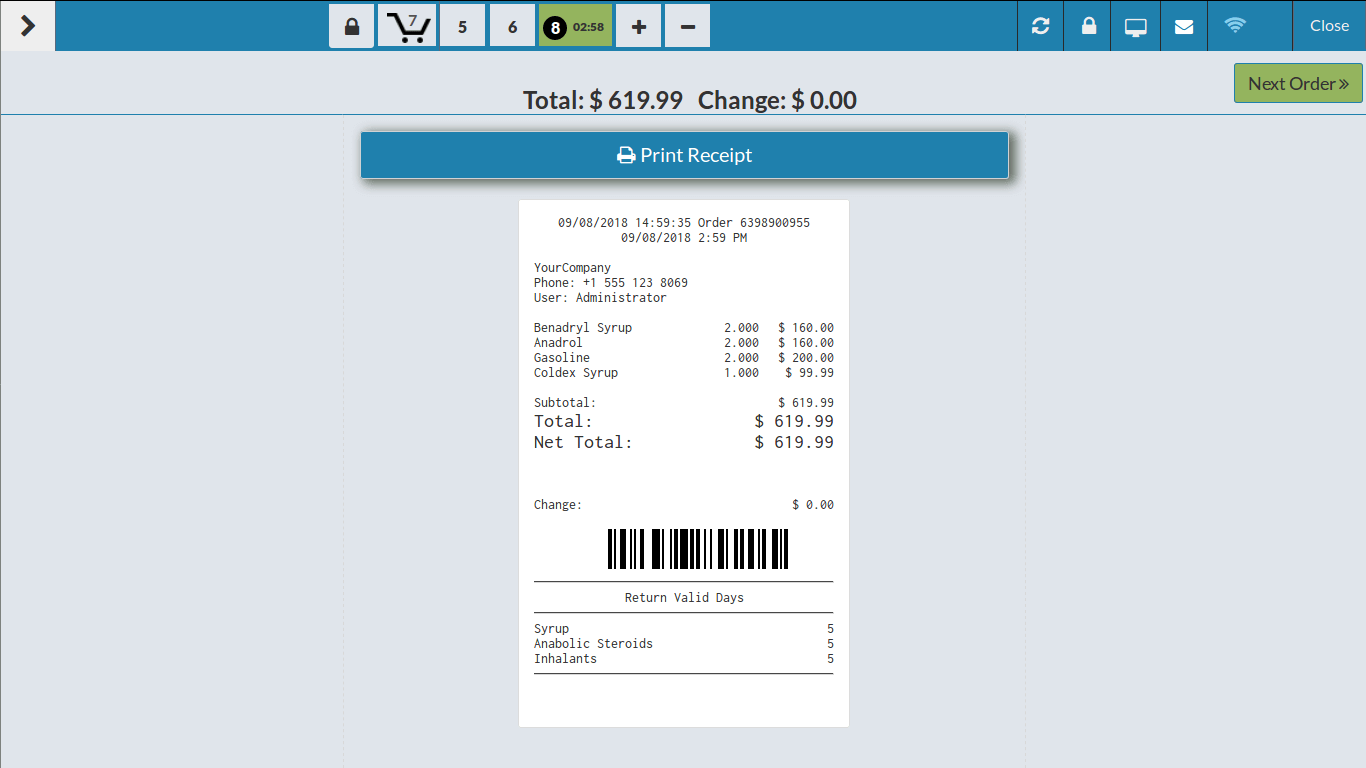 7
5
6
8 02:58
Close
Total: $ 619.99 Change: $ 0.00
Next Order
Print Receipt
09/08/2018 14:59:35 Order 6398900955
09/08/2018 2:59 PM
YourCompany
Phone: +1 555 123 8069
User: Administrator
Benadryl Syrup 2.000 $ 160.00
Anadrol 2.000 $ 160.00
Gasoline 2.000 $ 200.00
Coldex Syrup 1.000 $ 99.99
Subtotal: $ 619.99
Total: $ 619.99
Net Total: $ 619.99
Change: $ 0.00
Return Valid Days
Syrup 5
Anabolic Steroids 5
Inhalants 5